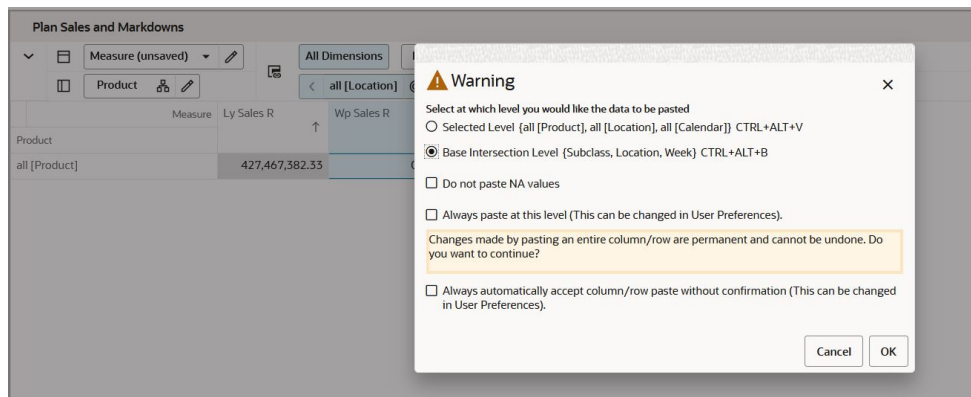 Plan Sales and Markdowns
Measure (unsaved)
All Dimensions
Product
all [Location]
Measure
Ly Sales R
Wp Sales R
Product
all [Product]
427,467,382.33
Warning
Select at which level you would like the data to be pasted
Selected Level {all [Product], all [Location], all [Calendar]} CTRL+ALT+V
Base Intersection Level {Subclass, Location, Week} CTRL+ALT+B
Do not paste NA values
Always paste at this level (This can be changed in User Preferences).
Changes made by pasting an entire column/row are permanent and cannot be undone. Do
you want to continue?
Always automatically accept column/row paste without confirmation (This can be changed
in User Preferences).
Cancel
OK